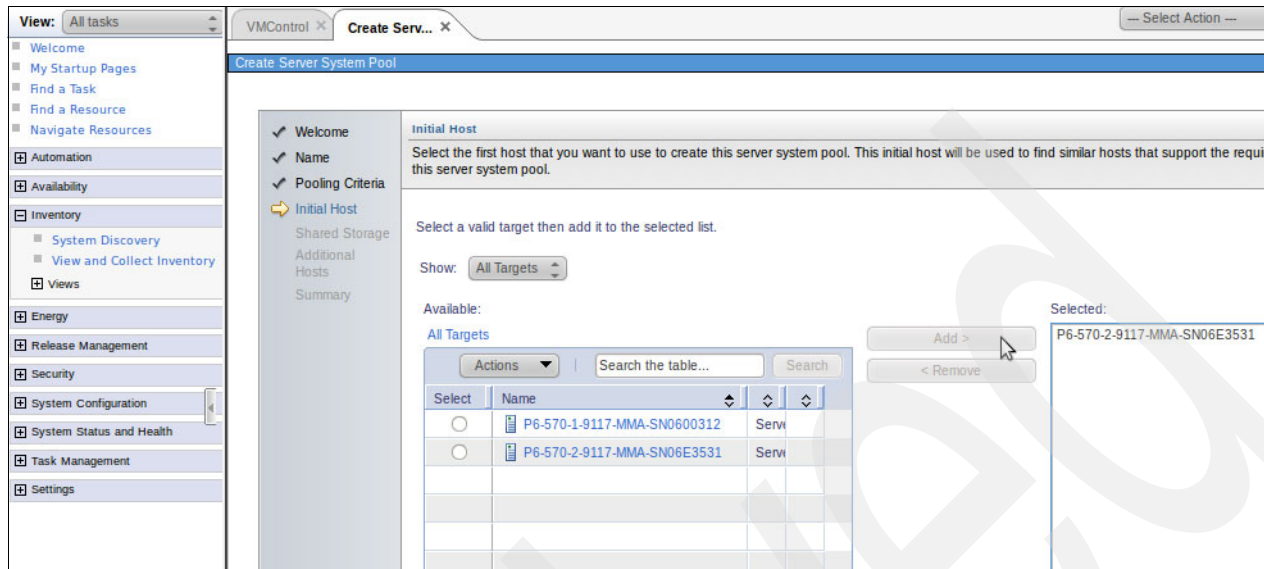 View: All tasks
Welcome
My Startup Pages
Find a Task
Find a Resource
Navigate Resources
Automation
Availability
Inventory
System Discovery
View and Collect Inventory
Views
Energy
Release Management
Security
System Configuration
System Status and Health
Task Management
Settings
VMControl
Create Serv...
--- Select Action ---
Create Server System Pool
Welcome
Name
Pooling Criteria
Initial Host
Shared Storage
Additional
Hosts
Summary
Initial Host
Select the first host that you want to use to create this server system pool. This initial host will be used to find similar hosts that support the requi
this server system pool.
Select a valid target then add it to the selected list.
Show: All Targets
Available:
All Targets
Actions Search the table... Search
Select Name
P6-570-1-9117-MMA-SN0600312 Serve
P6-570-2-9117-MMA-SN06E3531 Serve
Add >
< Remove
Selected:
P6-570-2-9117-MMA-SN06E3531